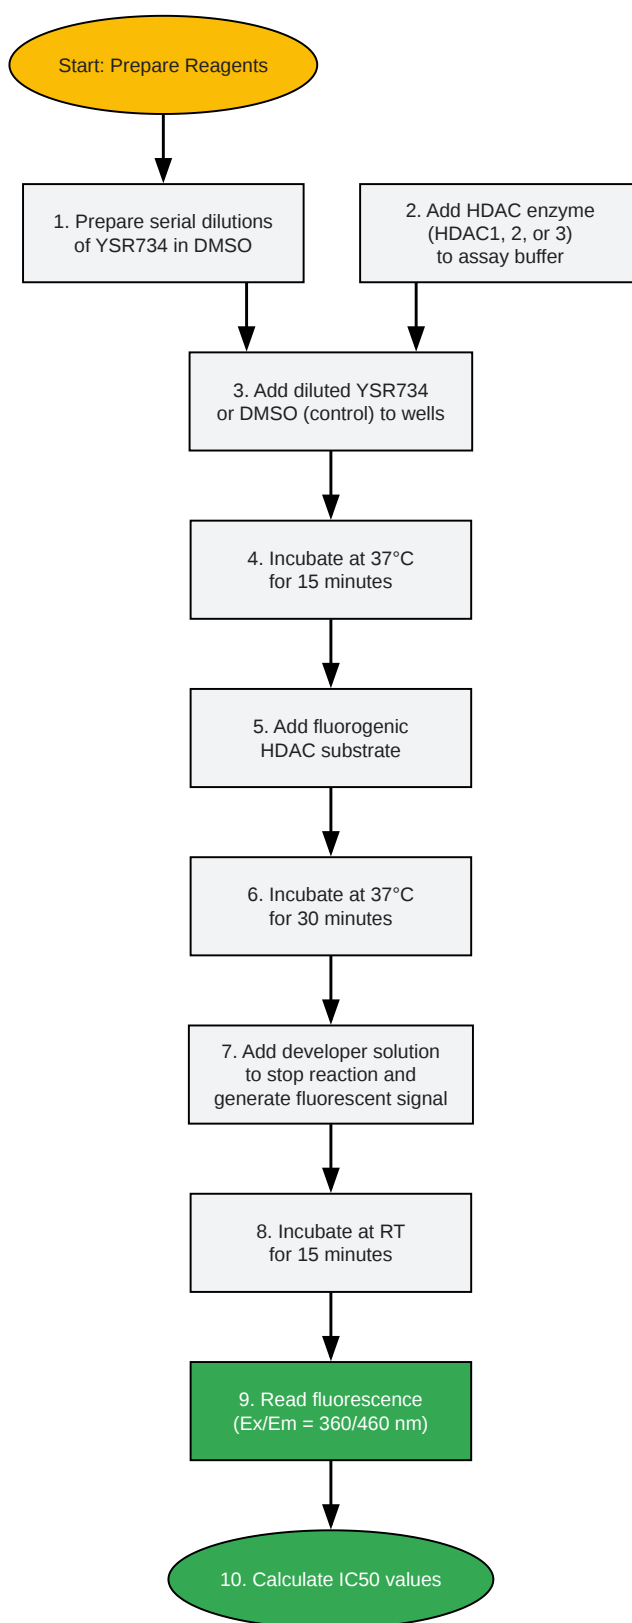 Start: Prepare Reagents
1. Prepare serial dilutions
of YSR734 in DMSO
2. Add HDAC enzyme
(HDAC1, 2, or 3)
to assay buffer
3. Add diluted YSR734
or DMSO (control) to wells
4. Incubate at 37°C
for 15 minutes
5. Add fluorogenic
HDAC substrate
6. Incubate at 37°C
for 30 minutes
7. Add developer solution
to stop reaction and
generate fluorescent signal
8. Incubate at RT
for 15 minutes
9. Read fluorescence
(Ex/Em = 360/460 nm)
10. Calculate IC50 values